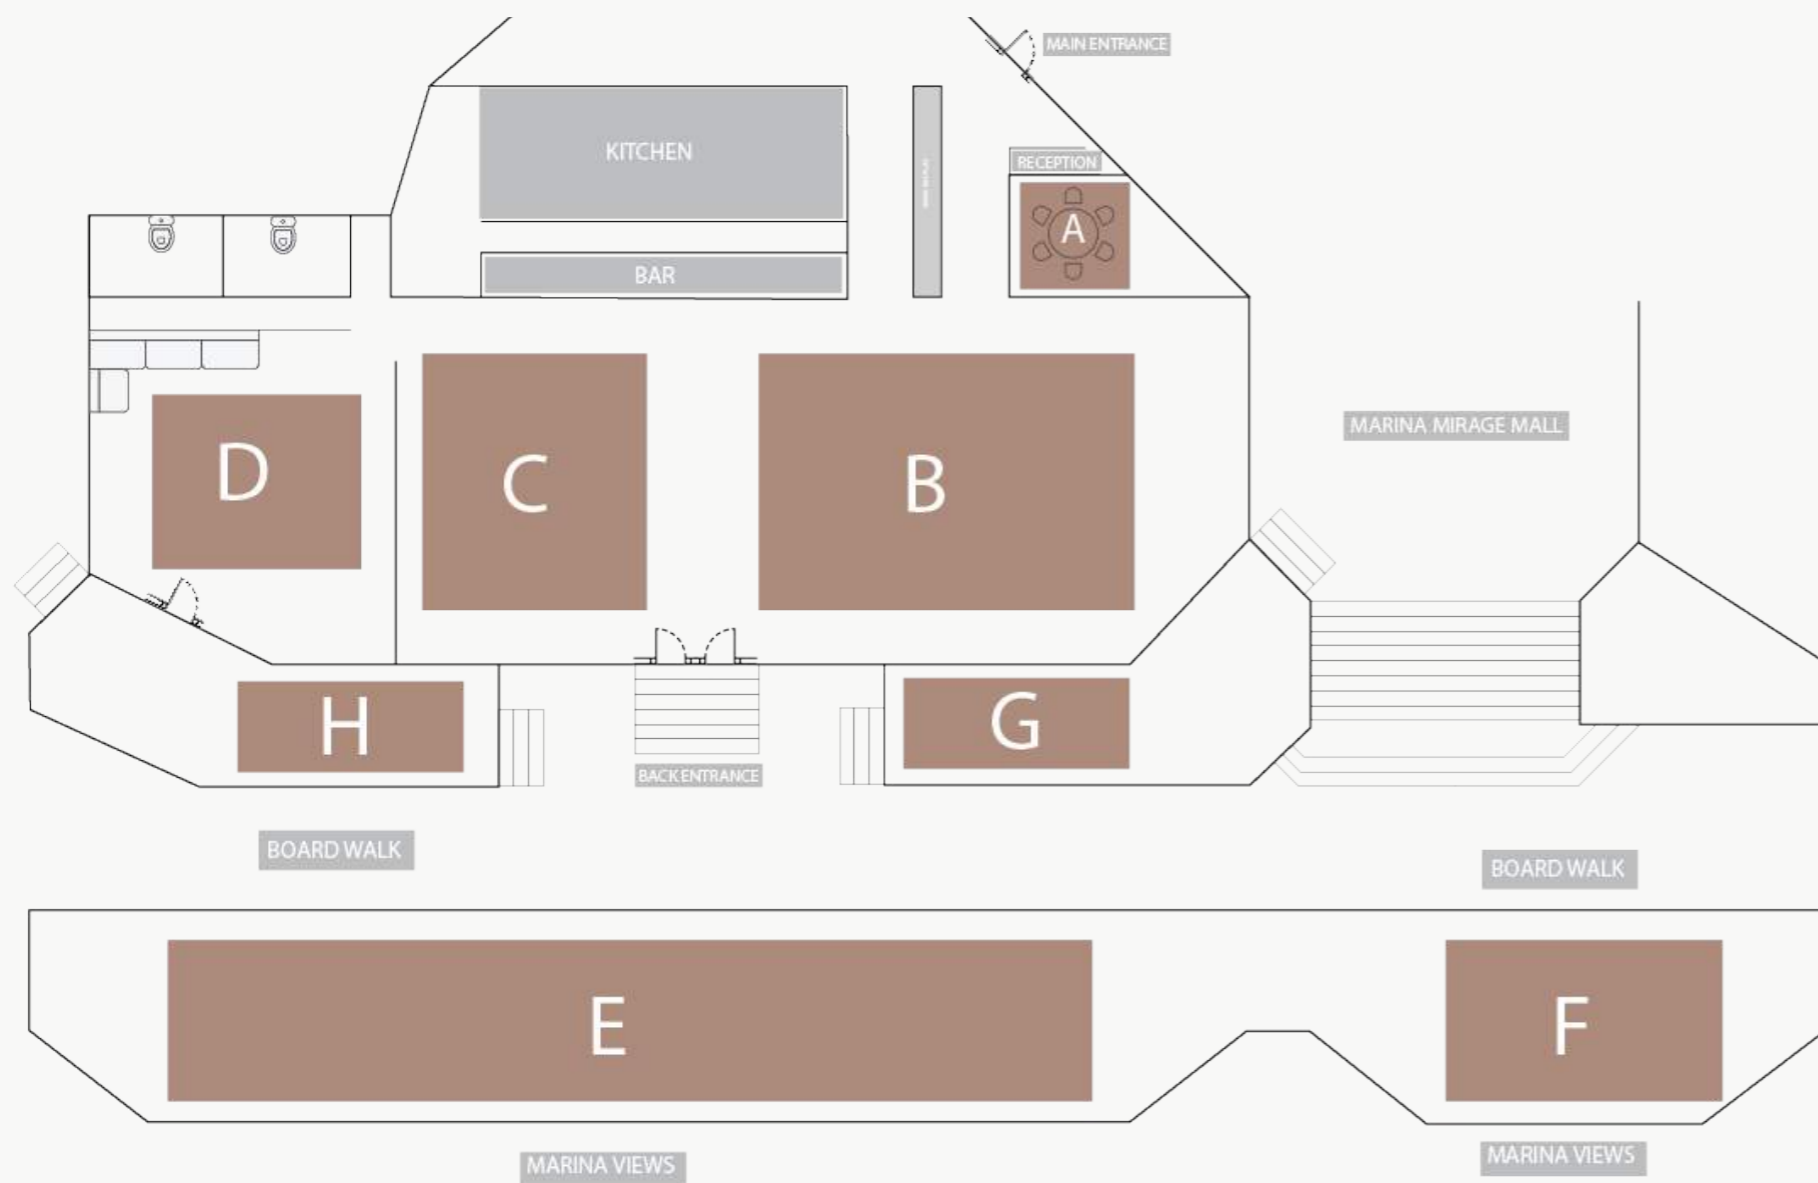 MAIN ENTRANCE
KITCHEN
RECEPTION
A
BAR
MARINA MIRAGE MALL
D
C
B
H
G
BACK ENTRANCE
BOARD WALK
BOARD WALK
E
F
MARINA VIEWS
MARINA VIEWS